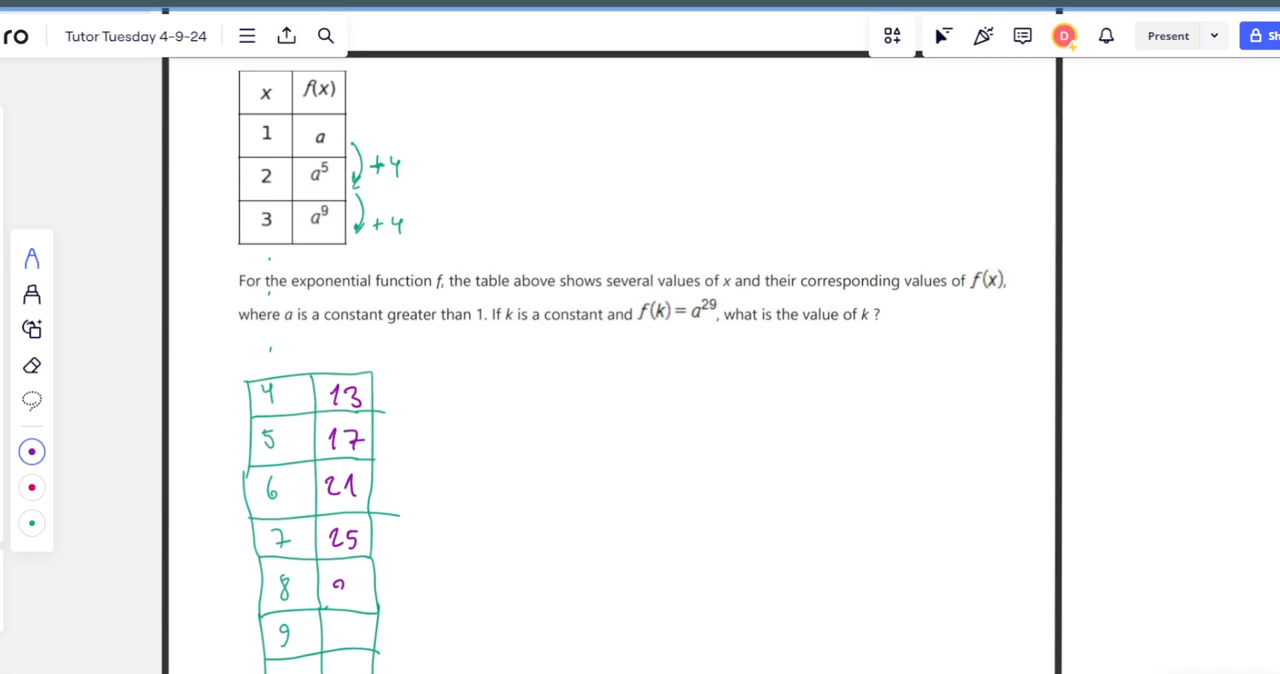 ro Tutor Tuesday 4-9-24 D Present Sh
x f(x)
1 a
2 a⁵
3 a⁹
+4
+4
For the exponential function f, the table above shows several values of x and their corresponding values of f(x),
where a is a constant greater than 1. If k is a constant and f(k) = a²⁹, what is the value of k ?
4 13
5 17
6 21
7 25
8
9